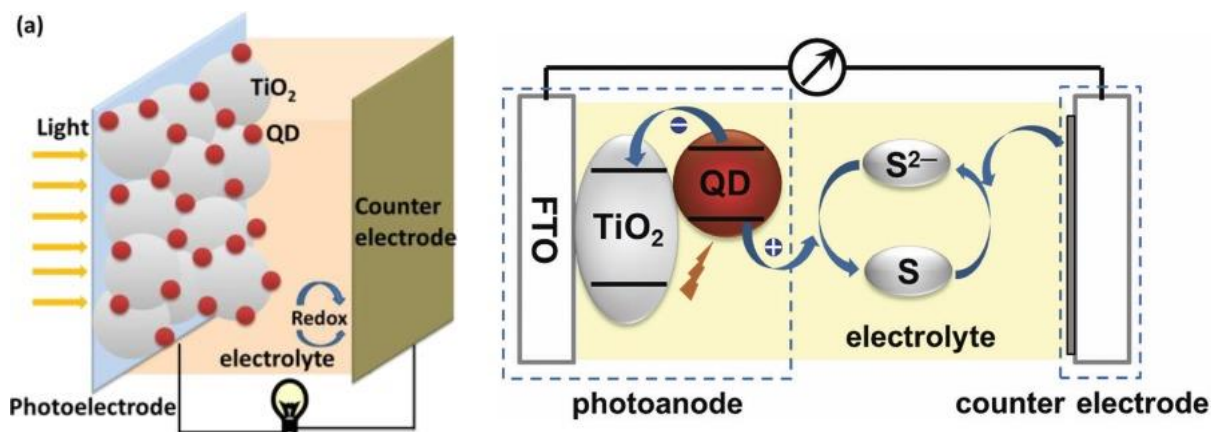 (a)
TiO2
QD
Light
Counter
electrode
Redox
electrolyte
Photoelectrode
FTO
TiO2
QD
S2−
S
electrolyte
photoanode
counter electrode